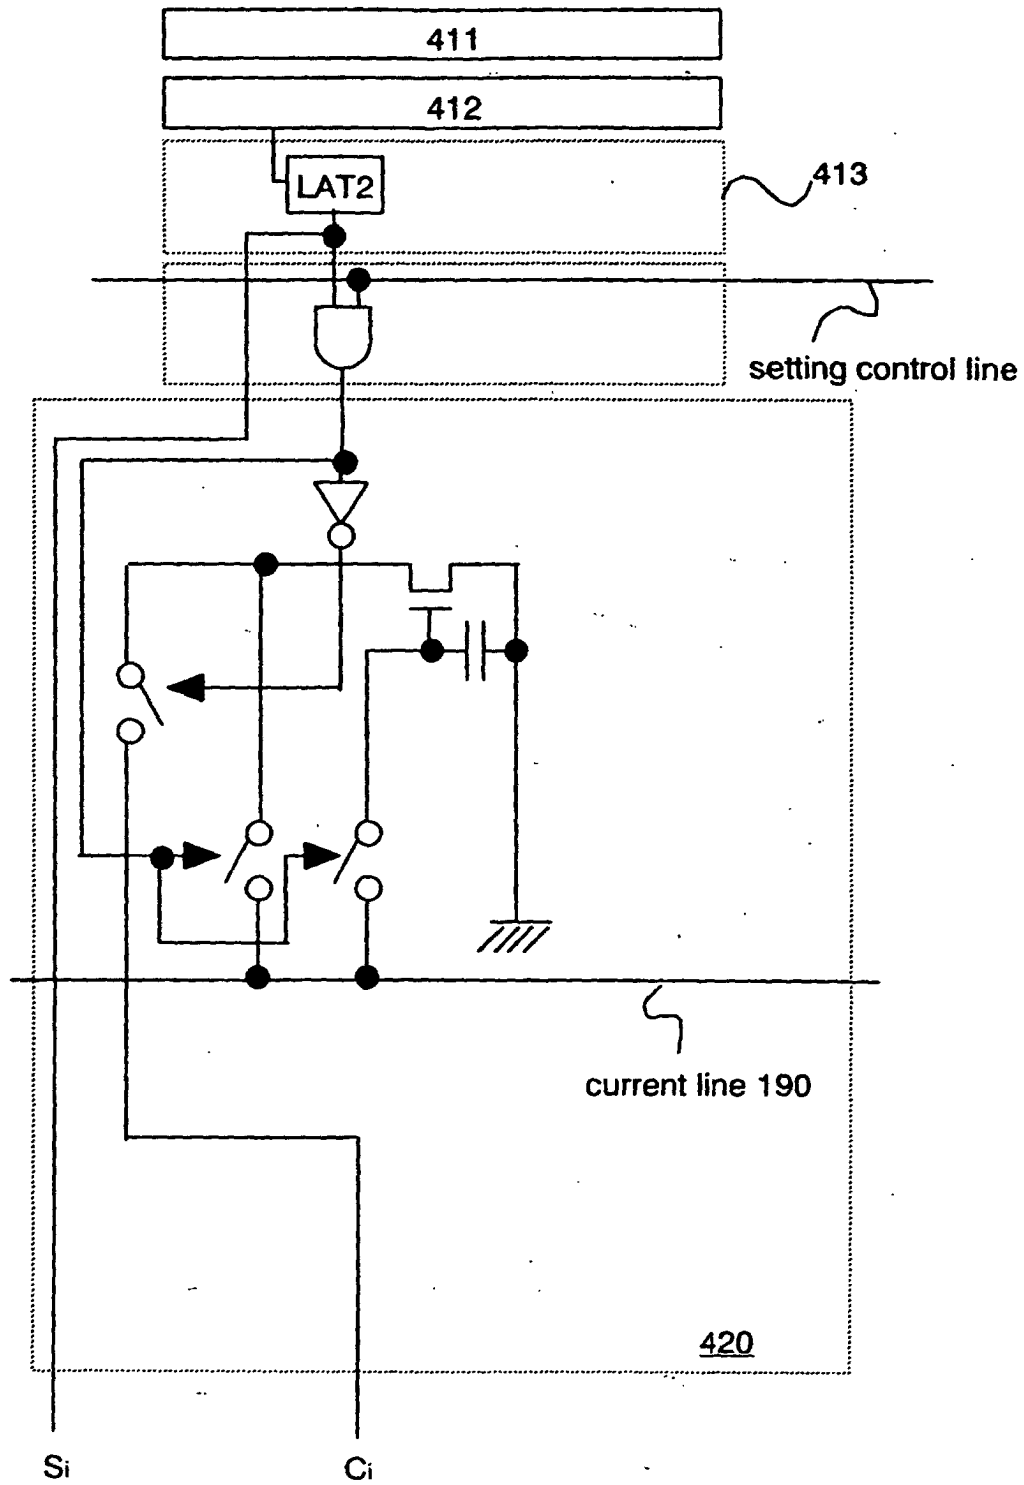 411
412
LAT2
413
setting control line
current line 190
420
Si
Ci